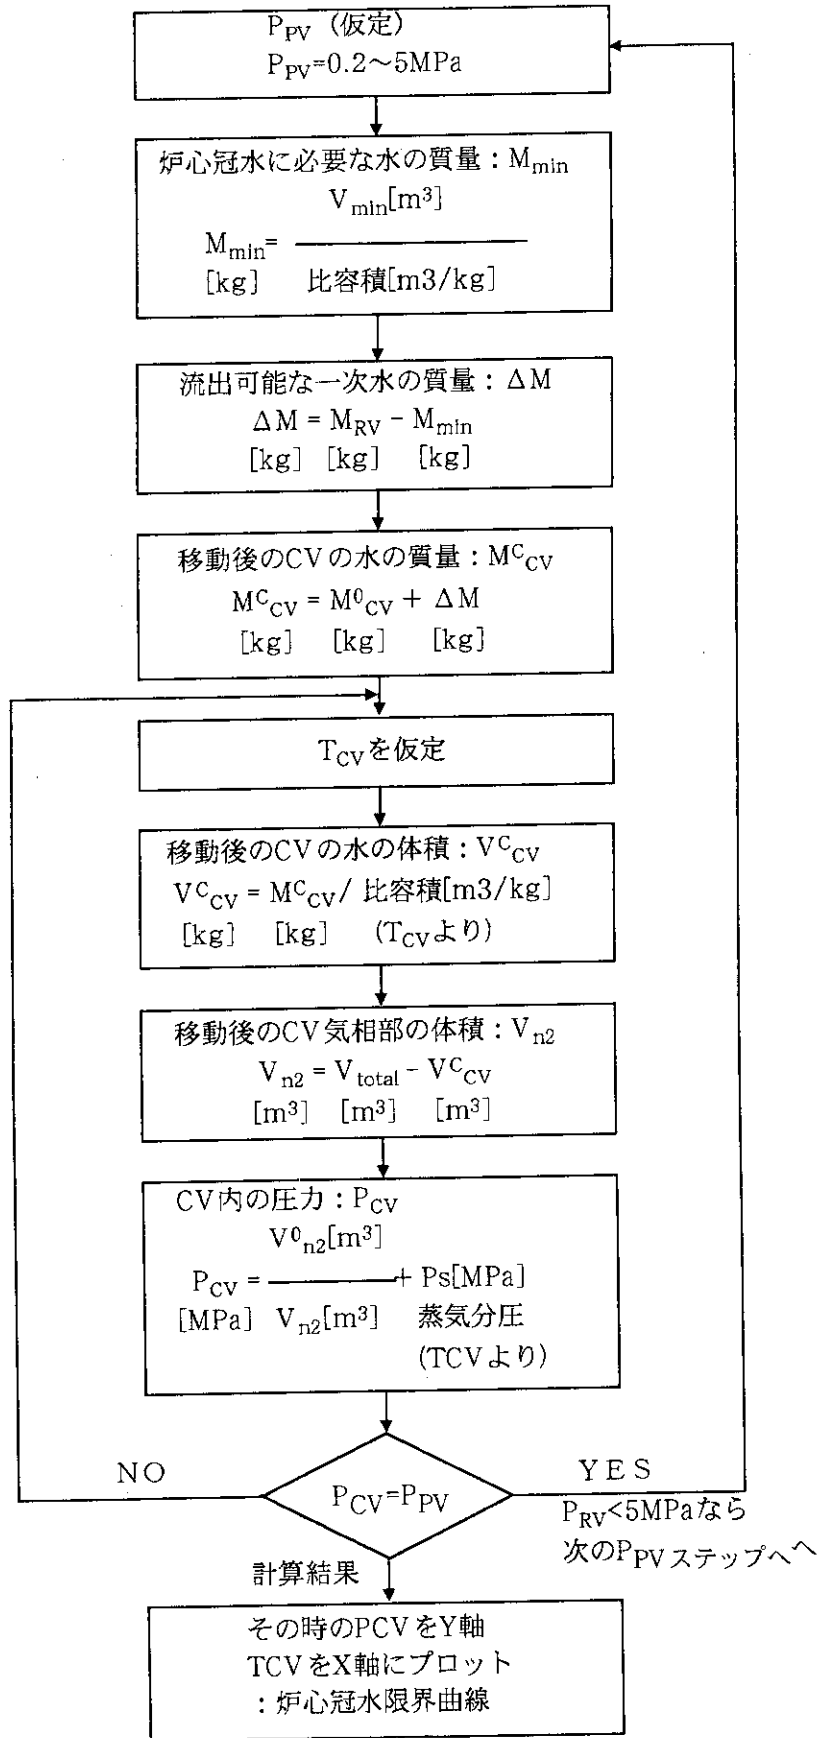 P_PV (仮定)
P_PV=0.2～5MPa
炉心冠水に必要な水の質量：M_min
V_min[m³]
M_min=
[kg] 比容積[m3/kg]
流出可能な一次水の質量：ΔM
ΔM = M_RV - M_min
[kg] [kg] [kg]
移動後のCVの水の質量：M^C_CV
M^C_CV = M^0_CV + ΔM
[kg] [kg] [kg]
T_CVを仮定
移動後のCVの水の体積：V^C_CV
V^C_CV = M^C_CV/ 比容積[m3/kg]
[kg] [kg] (T_CVより)
移動後のCV気相部の体積：V_n2
V_n2 = V_total - V^C_CV
[m³] [m³] [m³]
CV内の圧力：P_CV
V^0_n2[m³]
P_CV = + Ps[MPa]
[MPa] V_n2[m³] 蒸気分圧
(TCVより)
NO
P_CV=P_PV
YES
P_RV<5MPaなら
次のP_PVステップへへ
計算結果
その時のPCVをY軸
TCVをX軸にプロット
：炉心冠水限界曲線